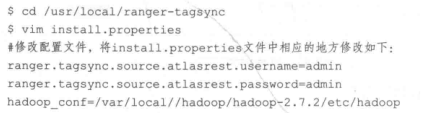 $ cd /usr/local/ranger-tagsync
$ vim install.properties
#修改配置文件，将install.properties文件中相应的地方修改如下：
ranger.tagsync.source.atlasrest.username=admin
ranger.tagsync.source.atlasrest.password=admin
hadoop_conf=/var/local//hadoop/hadoop-2.7.2/etc/hadoop